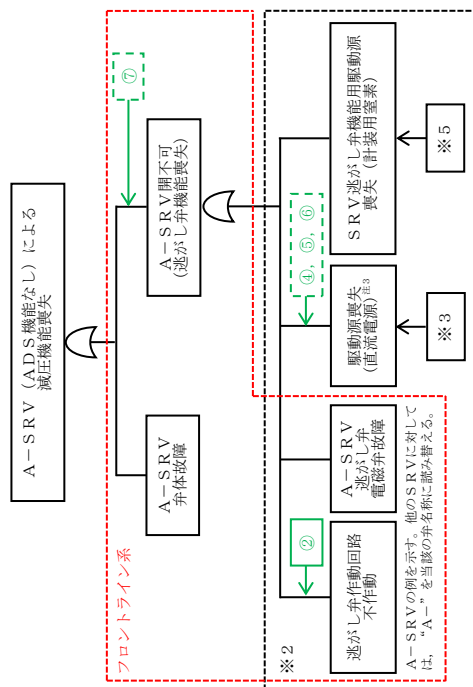 A－SRV（ADS機能なし）による
減圧機能喪失
フロントライン系
⑦
A－SRV
弁体故障
A－SRV開不可
(逃がし弁機能喪失)
※2
②
④，⑤，⑥
逃がし弁作動回路
不作動
A－SRV
逃がし弁
電磁弁故障
駆動源喪失
(直流電源)注3
SRV逃がし弁機能用駆動源
喪失（計装用窒素）
※3
※5
A－SRVの例を示す。他のSRVに対して
は，“A－”を当該の弁名称に読み替える。